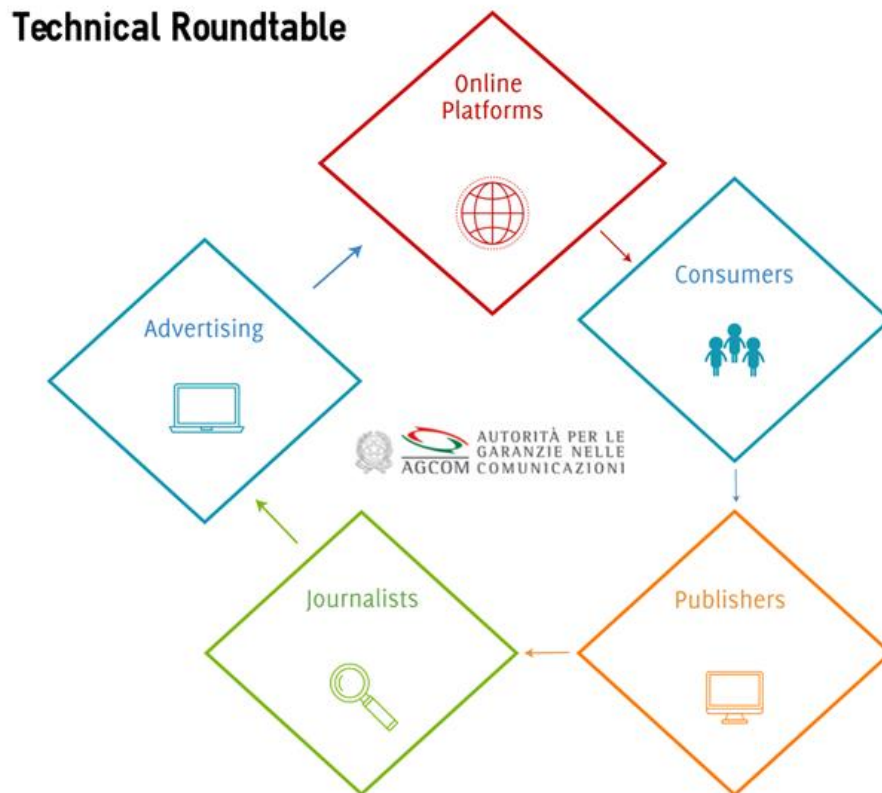 Technical Roundtable
Online
Platforms
Consumers
Advertising
AGCOM
AUTORITÀ PER LE
GARANZIE NELLE
COMUNICAZIONI
Journalists
Publishers